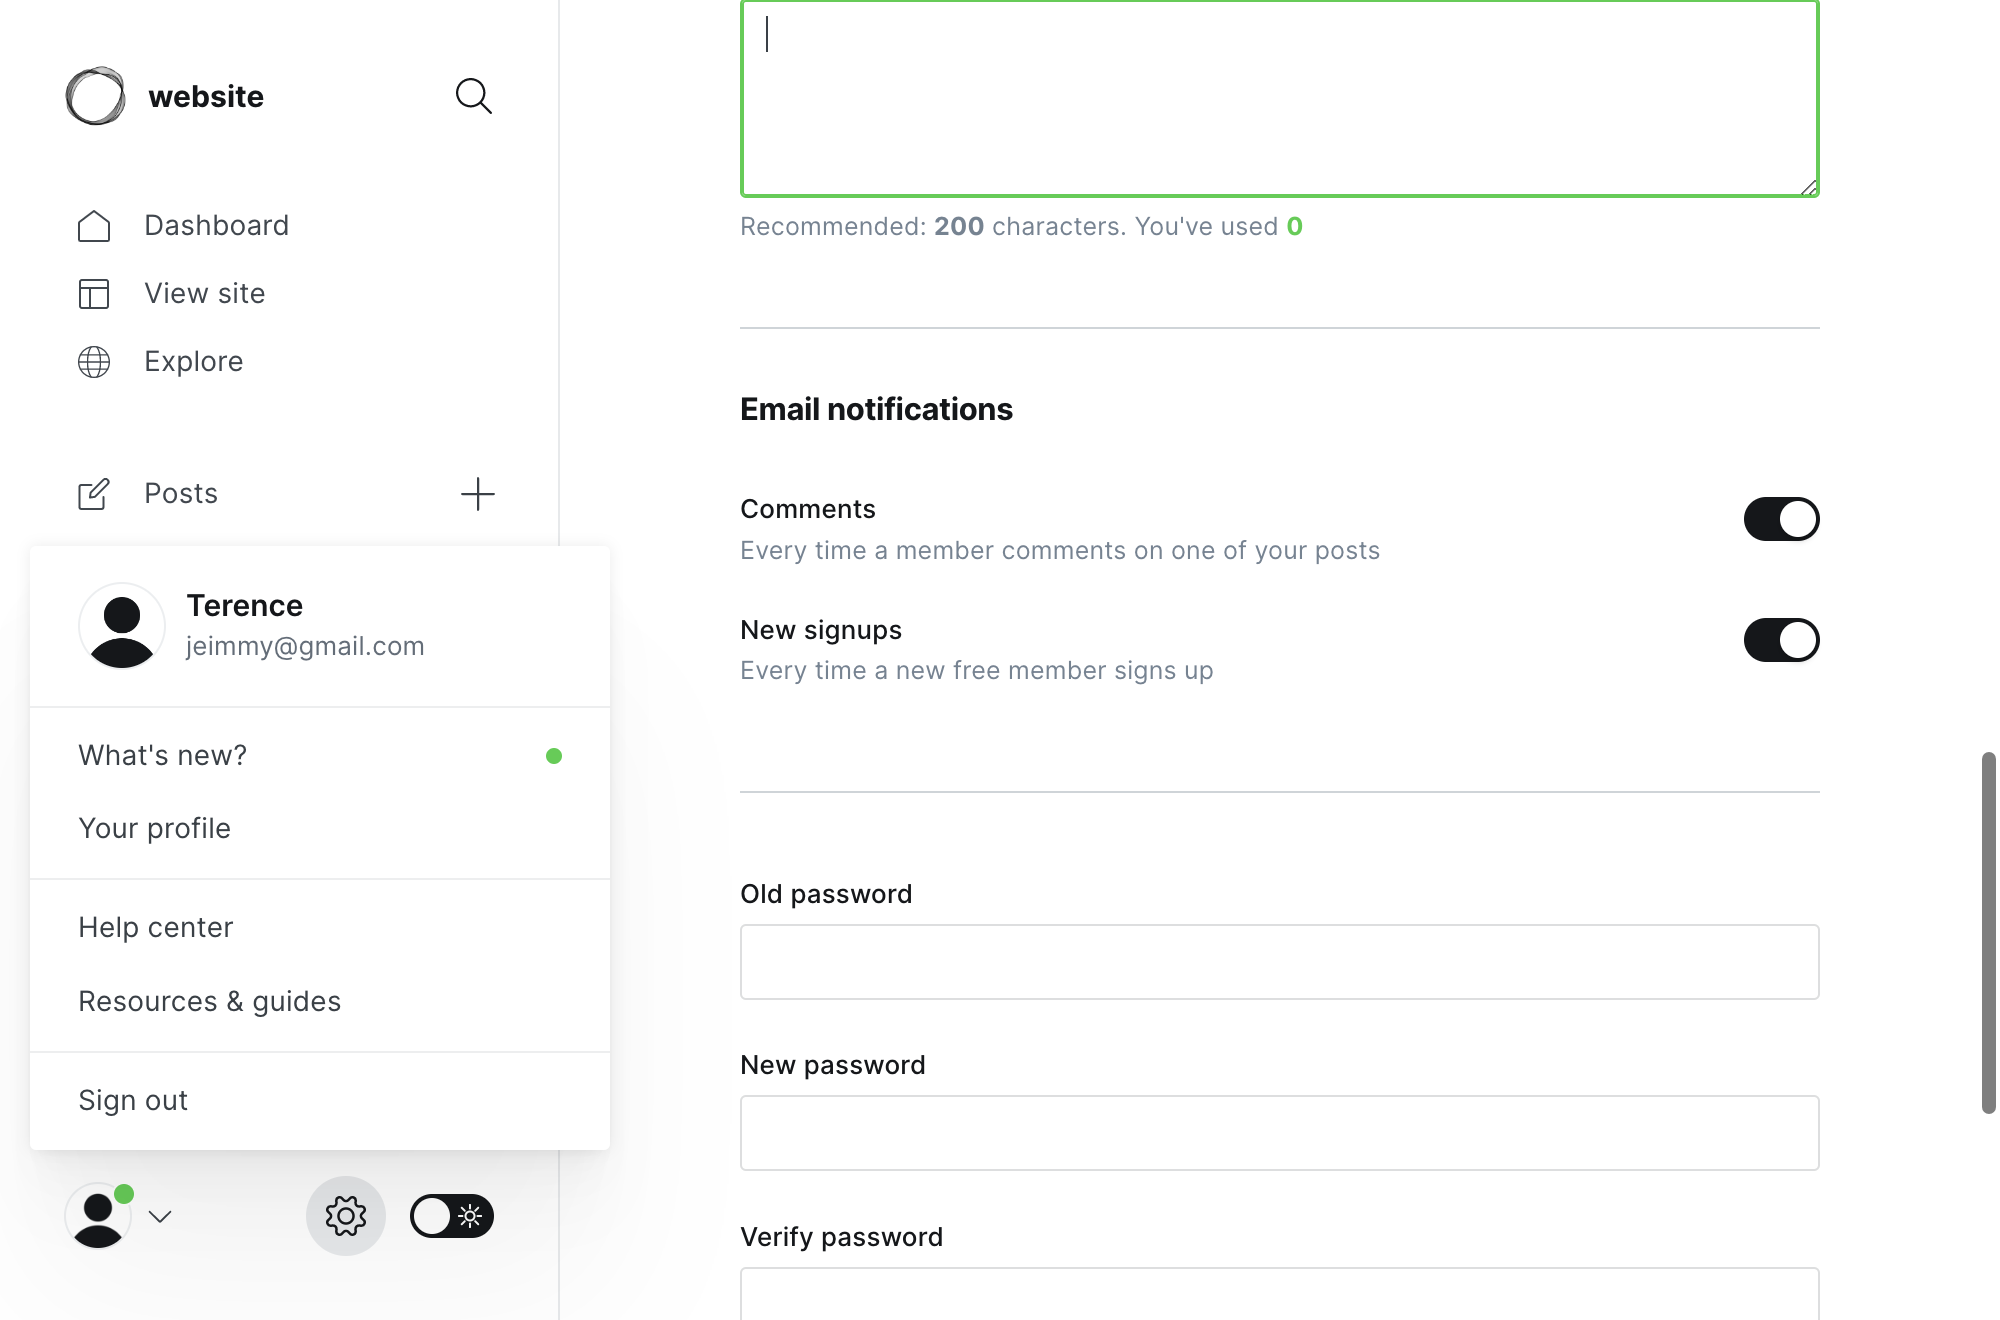 website
Dashboard
View site
Explore
Posts
Terence
jeimmy@gmail.com
What's new?
Your profile
Help center
Resources & guides
Sign out
Recommended: 200 characters. You've used 0
Email notifications
Comments
Every time a member comments on one of your posts
New signups
Every time a new free member signs up
Old password
New password
Verify password